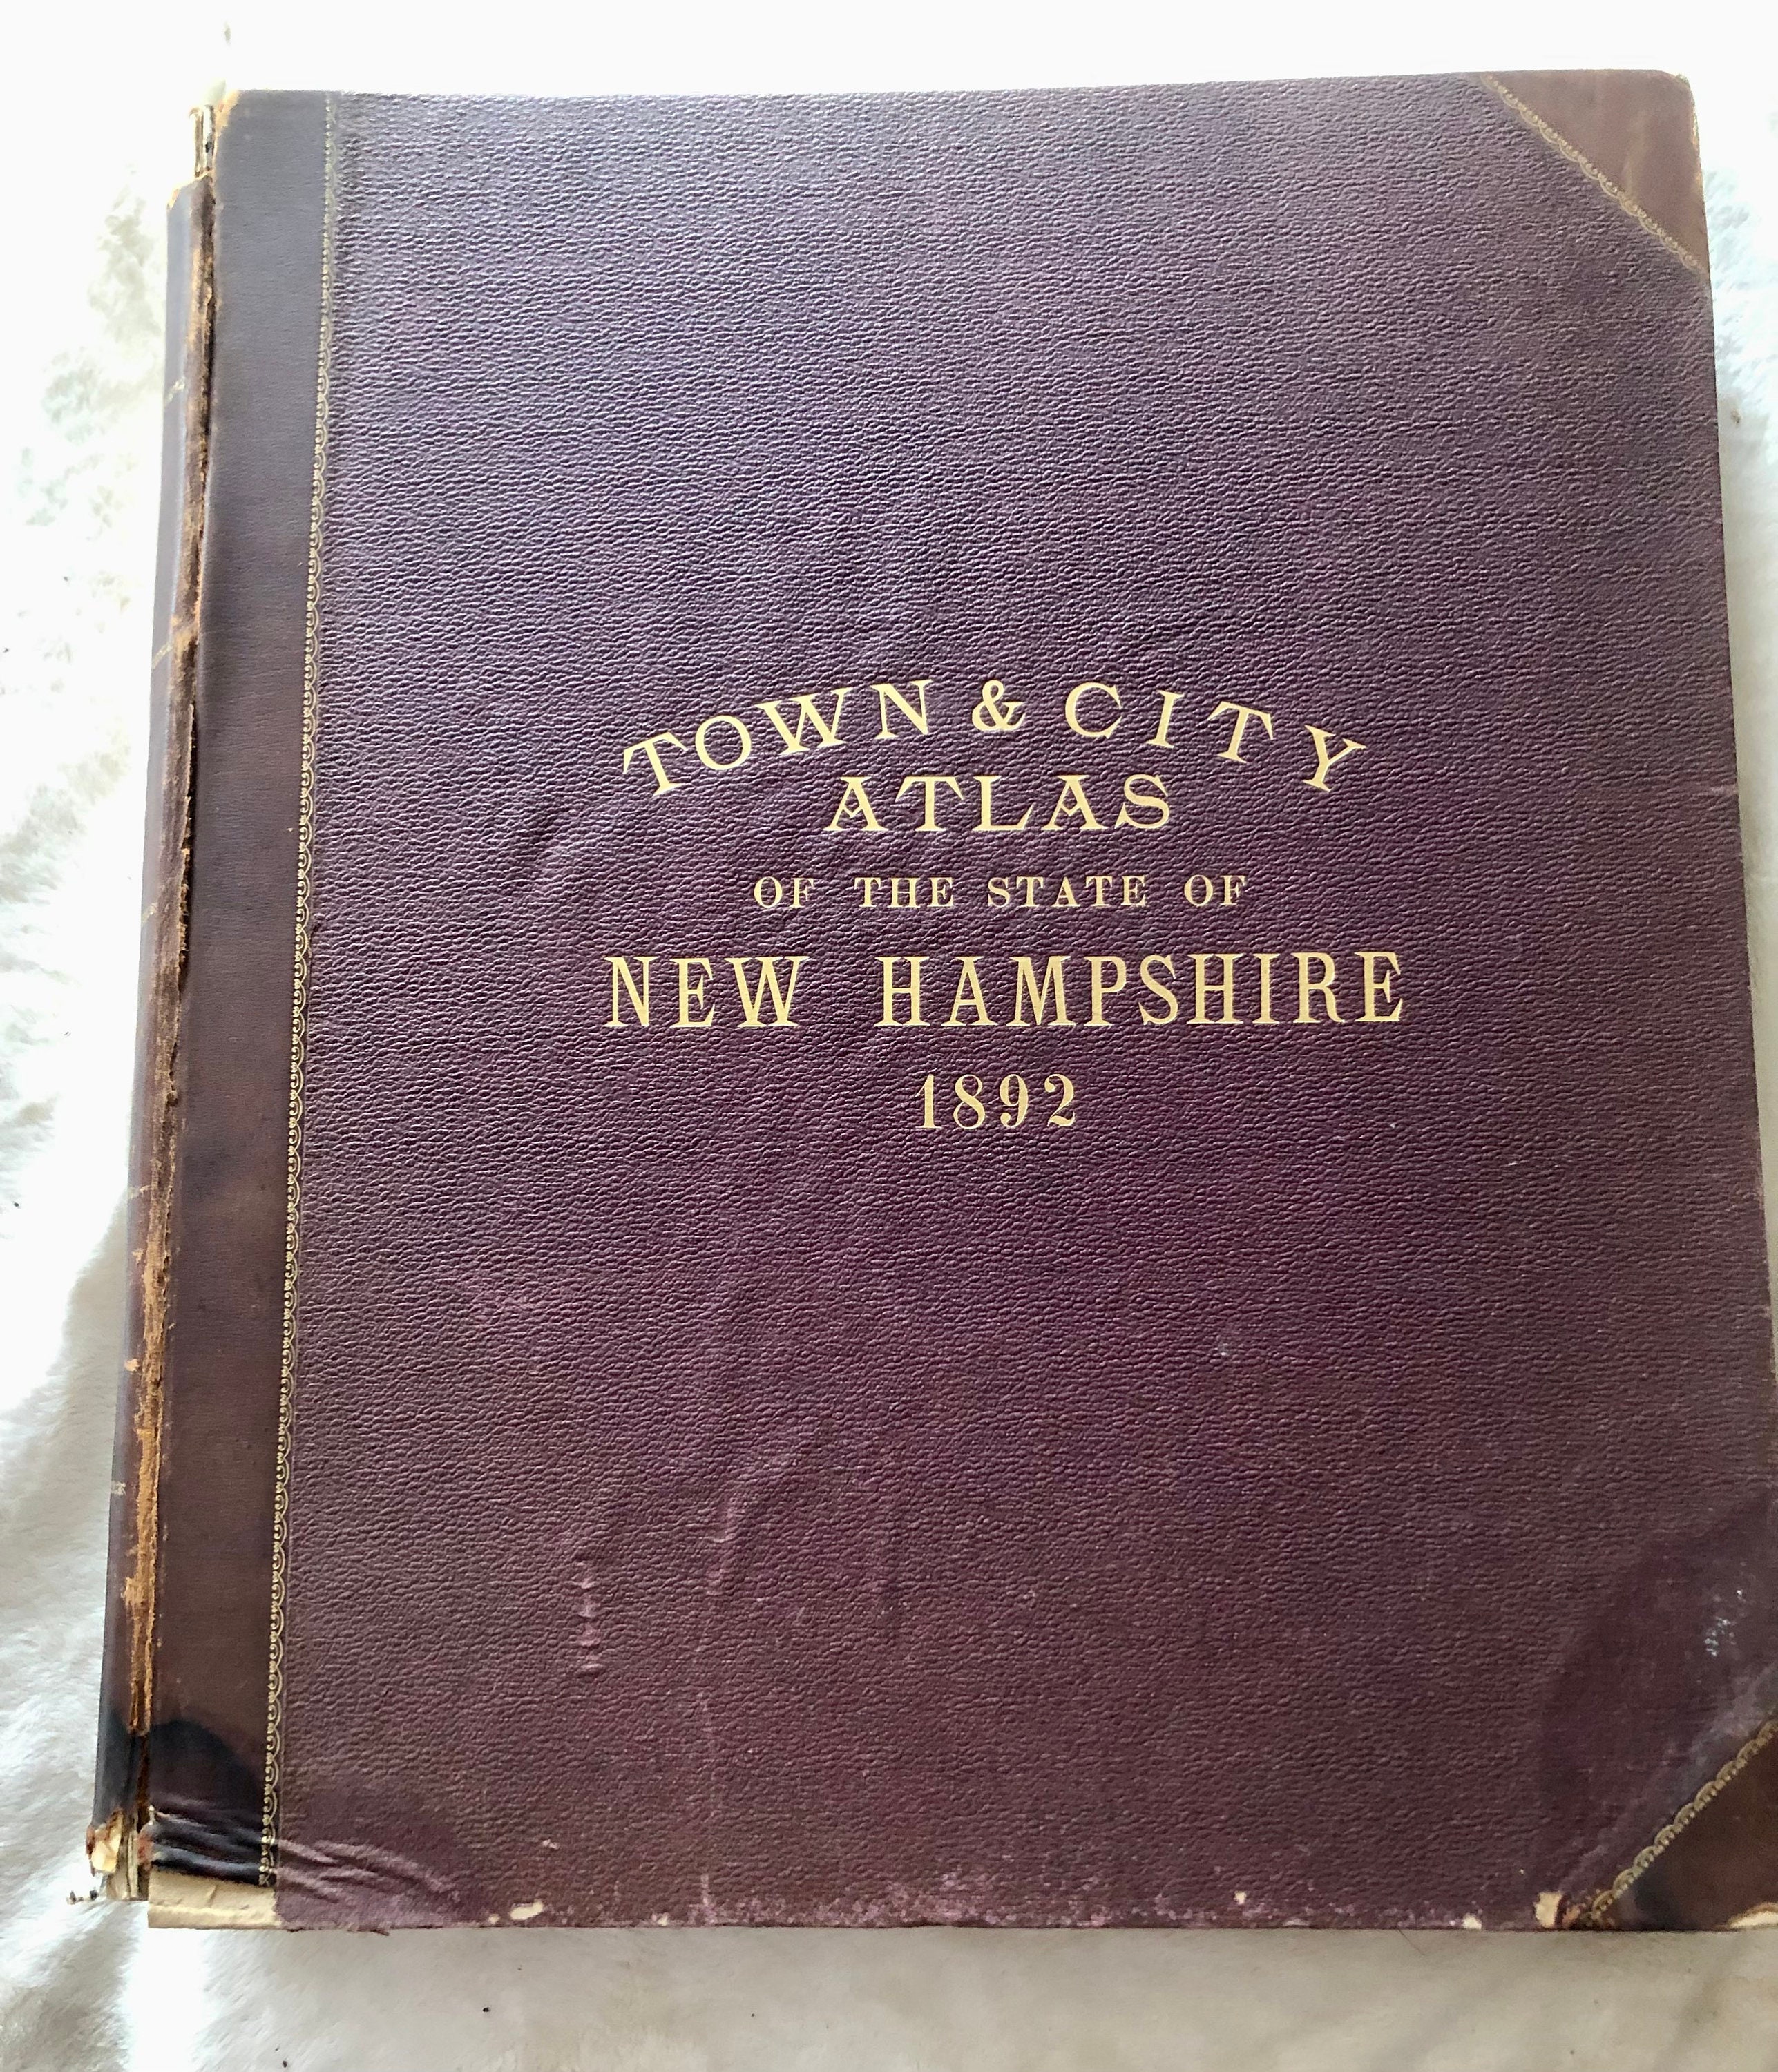 TOWN & CITY
ATLAS
OF THE STATE OF
NEW HAMPSHIRE
1892